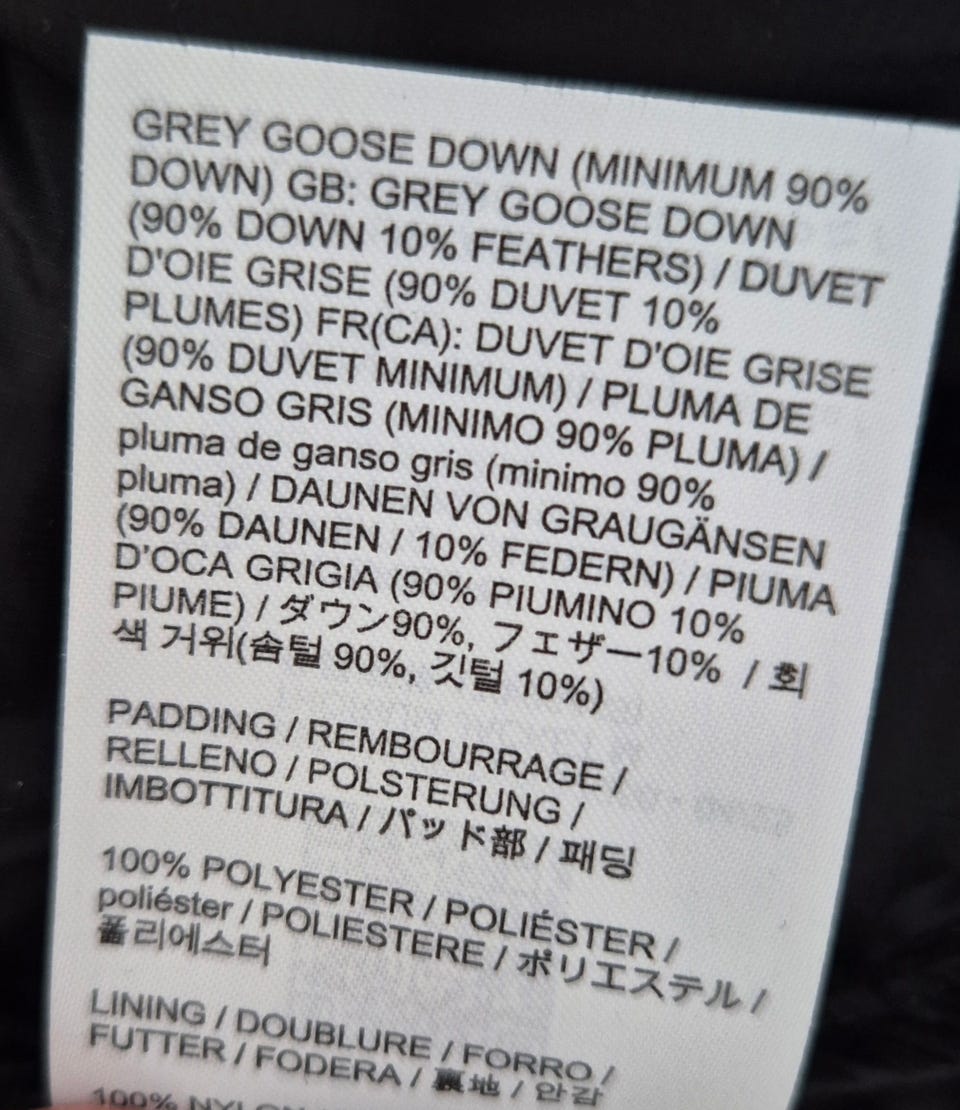 GREY GOOSE DOWN (MINIMUM 90%
DOWN) GB: GREY GOOSE DOWN
(90% DOWN 10% FEATHERS) / DUVET
D'OIE GRISE (90% DUVET 10%
PLUMES) FR(CA): DUVET D'OIE GRISE
(90% DUVET MINIMUM) / PLUMA DE
GANSO GRIS (MINIMO 90% PLUMA) /
pluma de ganso gris (minimo 90%
pluma) / DAUNEN VON GRAUGÄNSEN
(90% DAUNEN / 10% FEDERN) / PIUMA
D'OCA GRIGIA (90% PIUMINO 10%
PIUME) / ダウン90%, フェザー10% / 회
색 거위(솜털 90%, 깃털 10%)
PADDING / REMBOURRAGE /
RELLENO / POLSTERUNG /
IMBOTTITURA / パッド部 / 패딩
100% POLYESTER / POLIÉSTER /
poliéster / POLIESTERE / ポリエステル /
폴리에스터
LINING / DOUBLURE / FORRO /
FUTTER / FODERA / 裏地 / 안감
100% NYLON